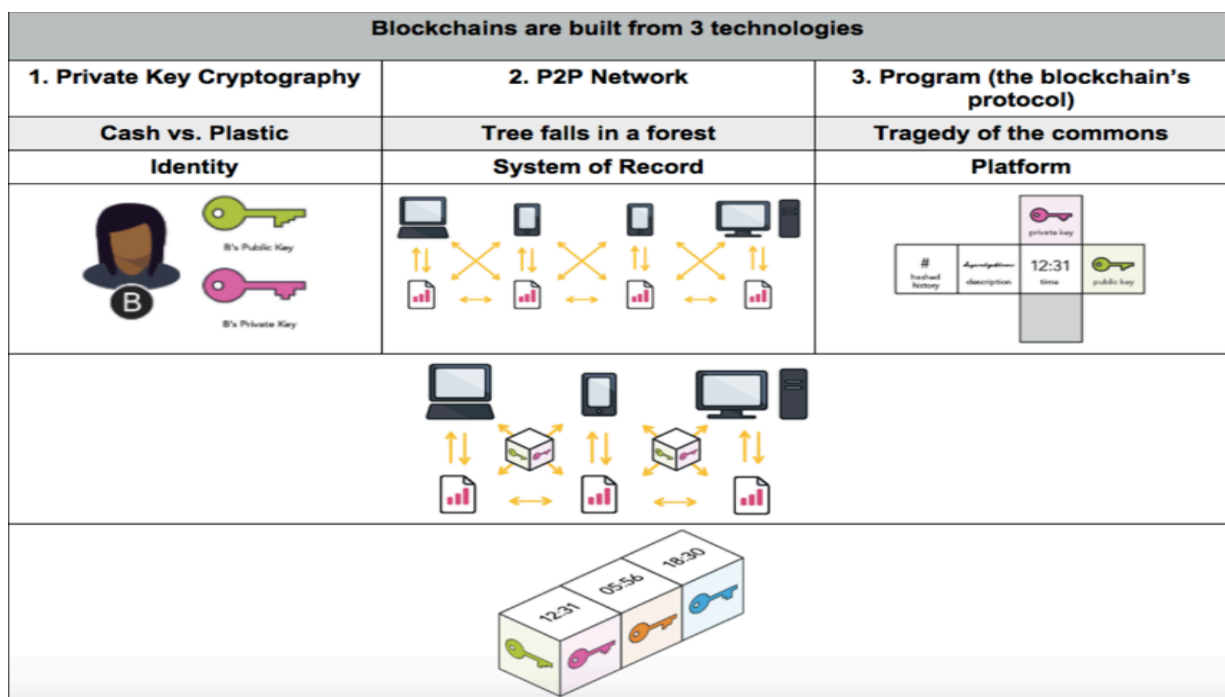 Blockchains are built from 3 technologies
1. Private Key Cryptography
2. P2P Network
3. Program (the blockchain's
protocol)
Cash vs. Plastic
Tree falls in a forest
Tragedy of the commons
Identity
System of Record
Platform
B's Public Key
B
B's Private Key
private key
#
hashed
history
description
12:31
time
public key
12:31
05:56
18:30